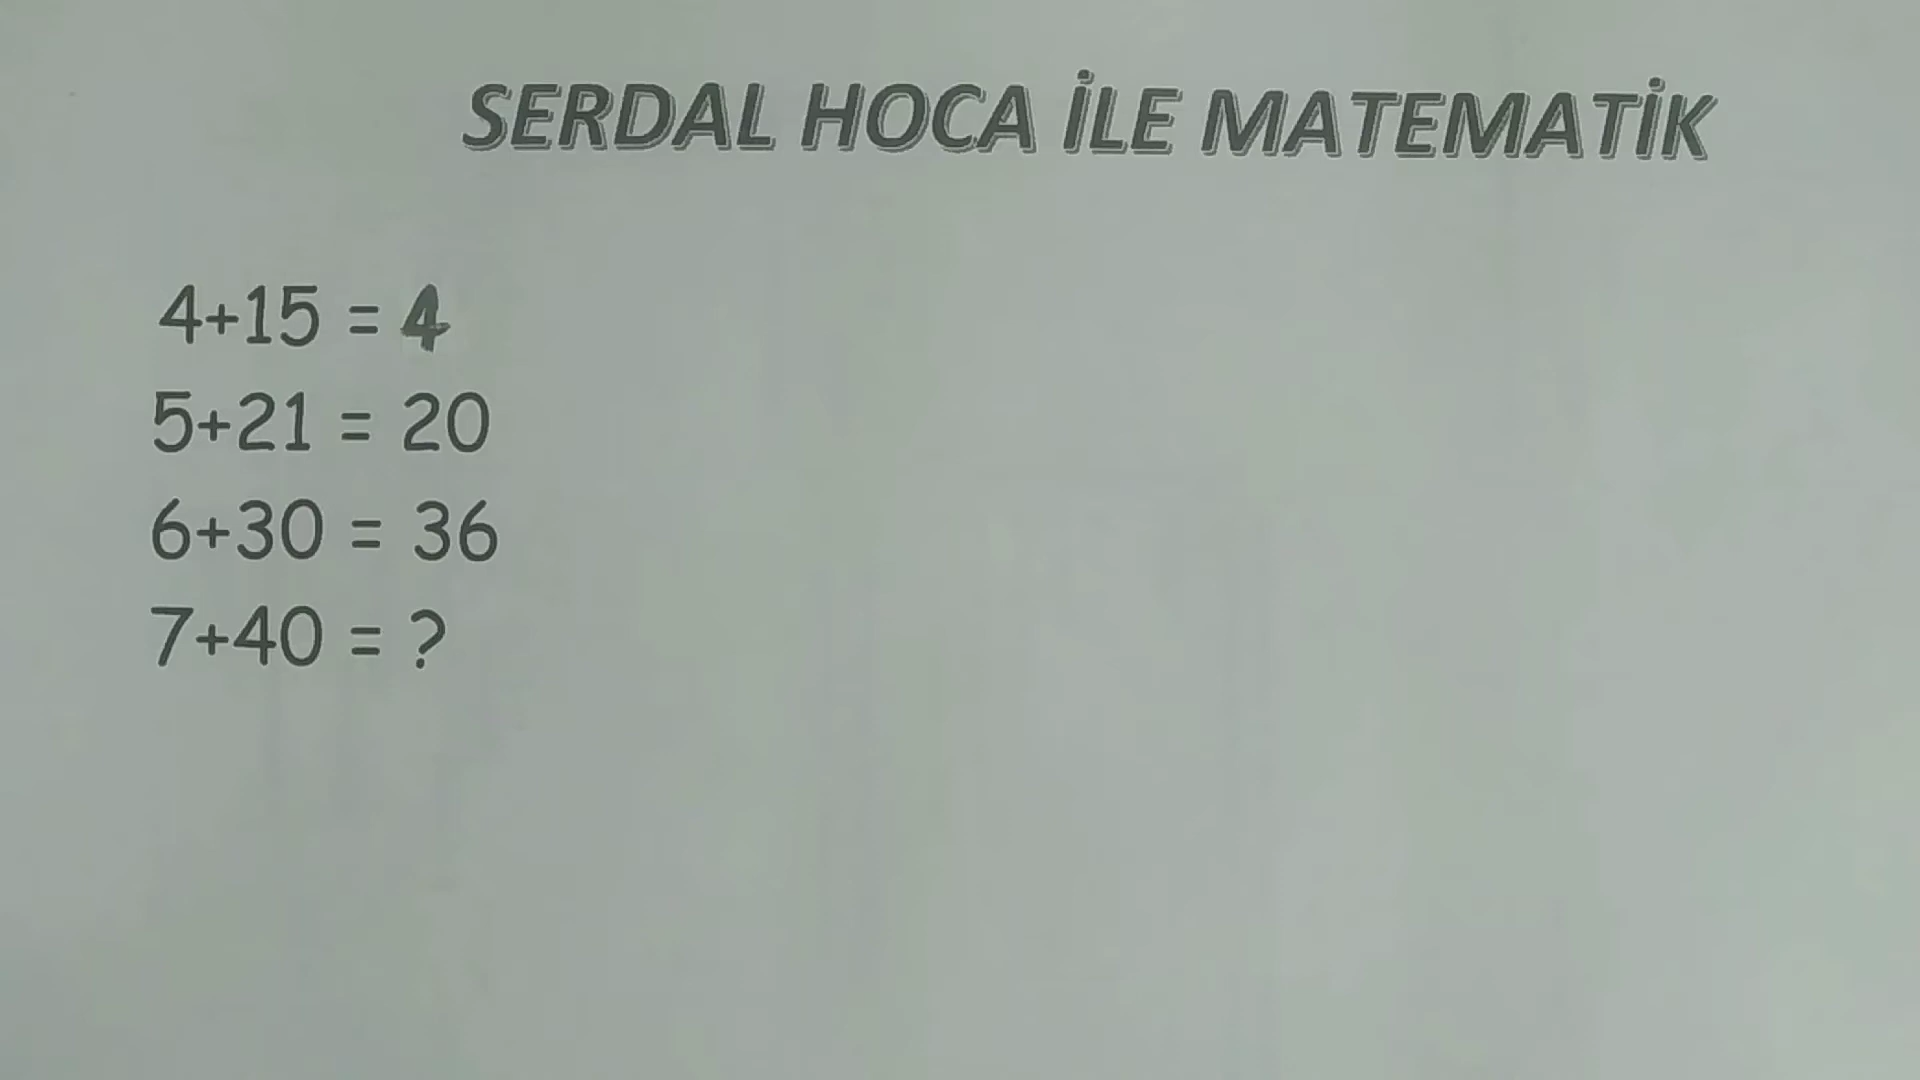 SERDAL HOCA İLE MATEMATİK
4+15 = 4
5+21 = 20
6+30 = 36
7+40 = ?